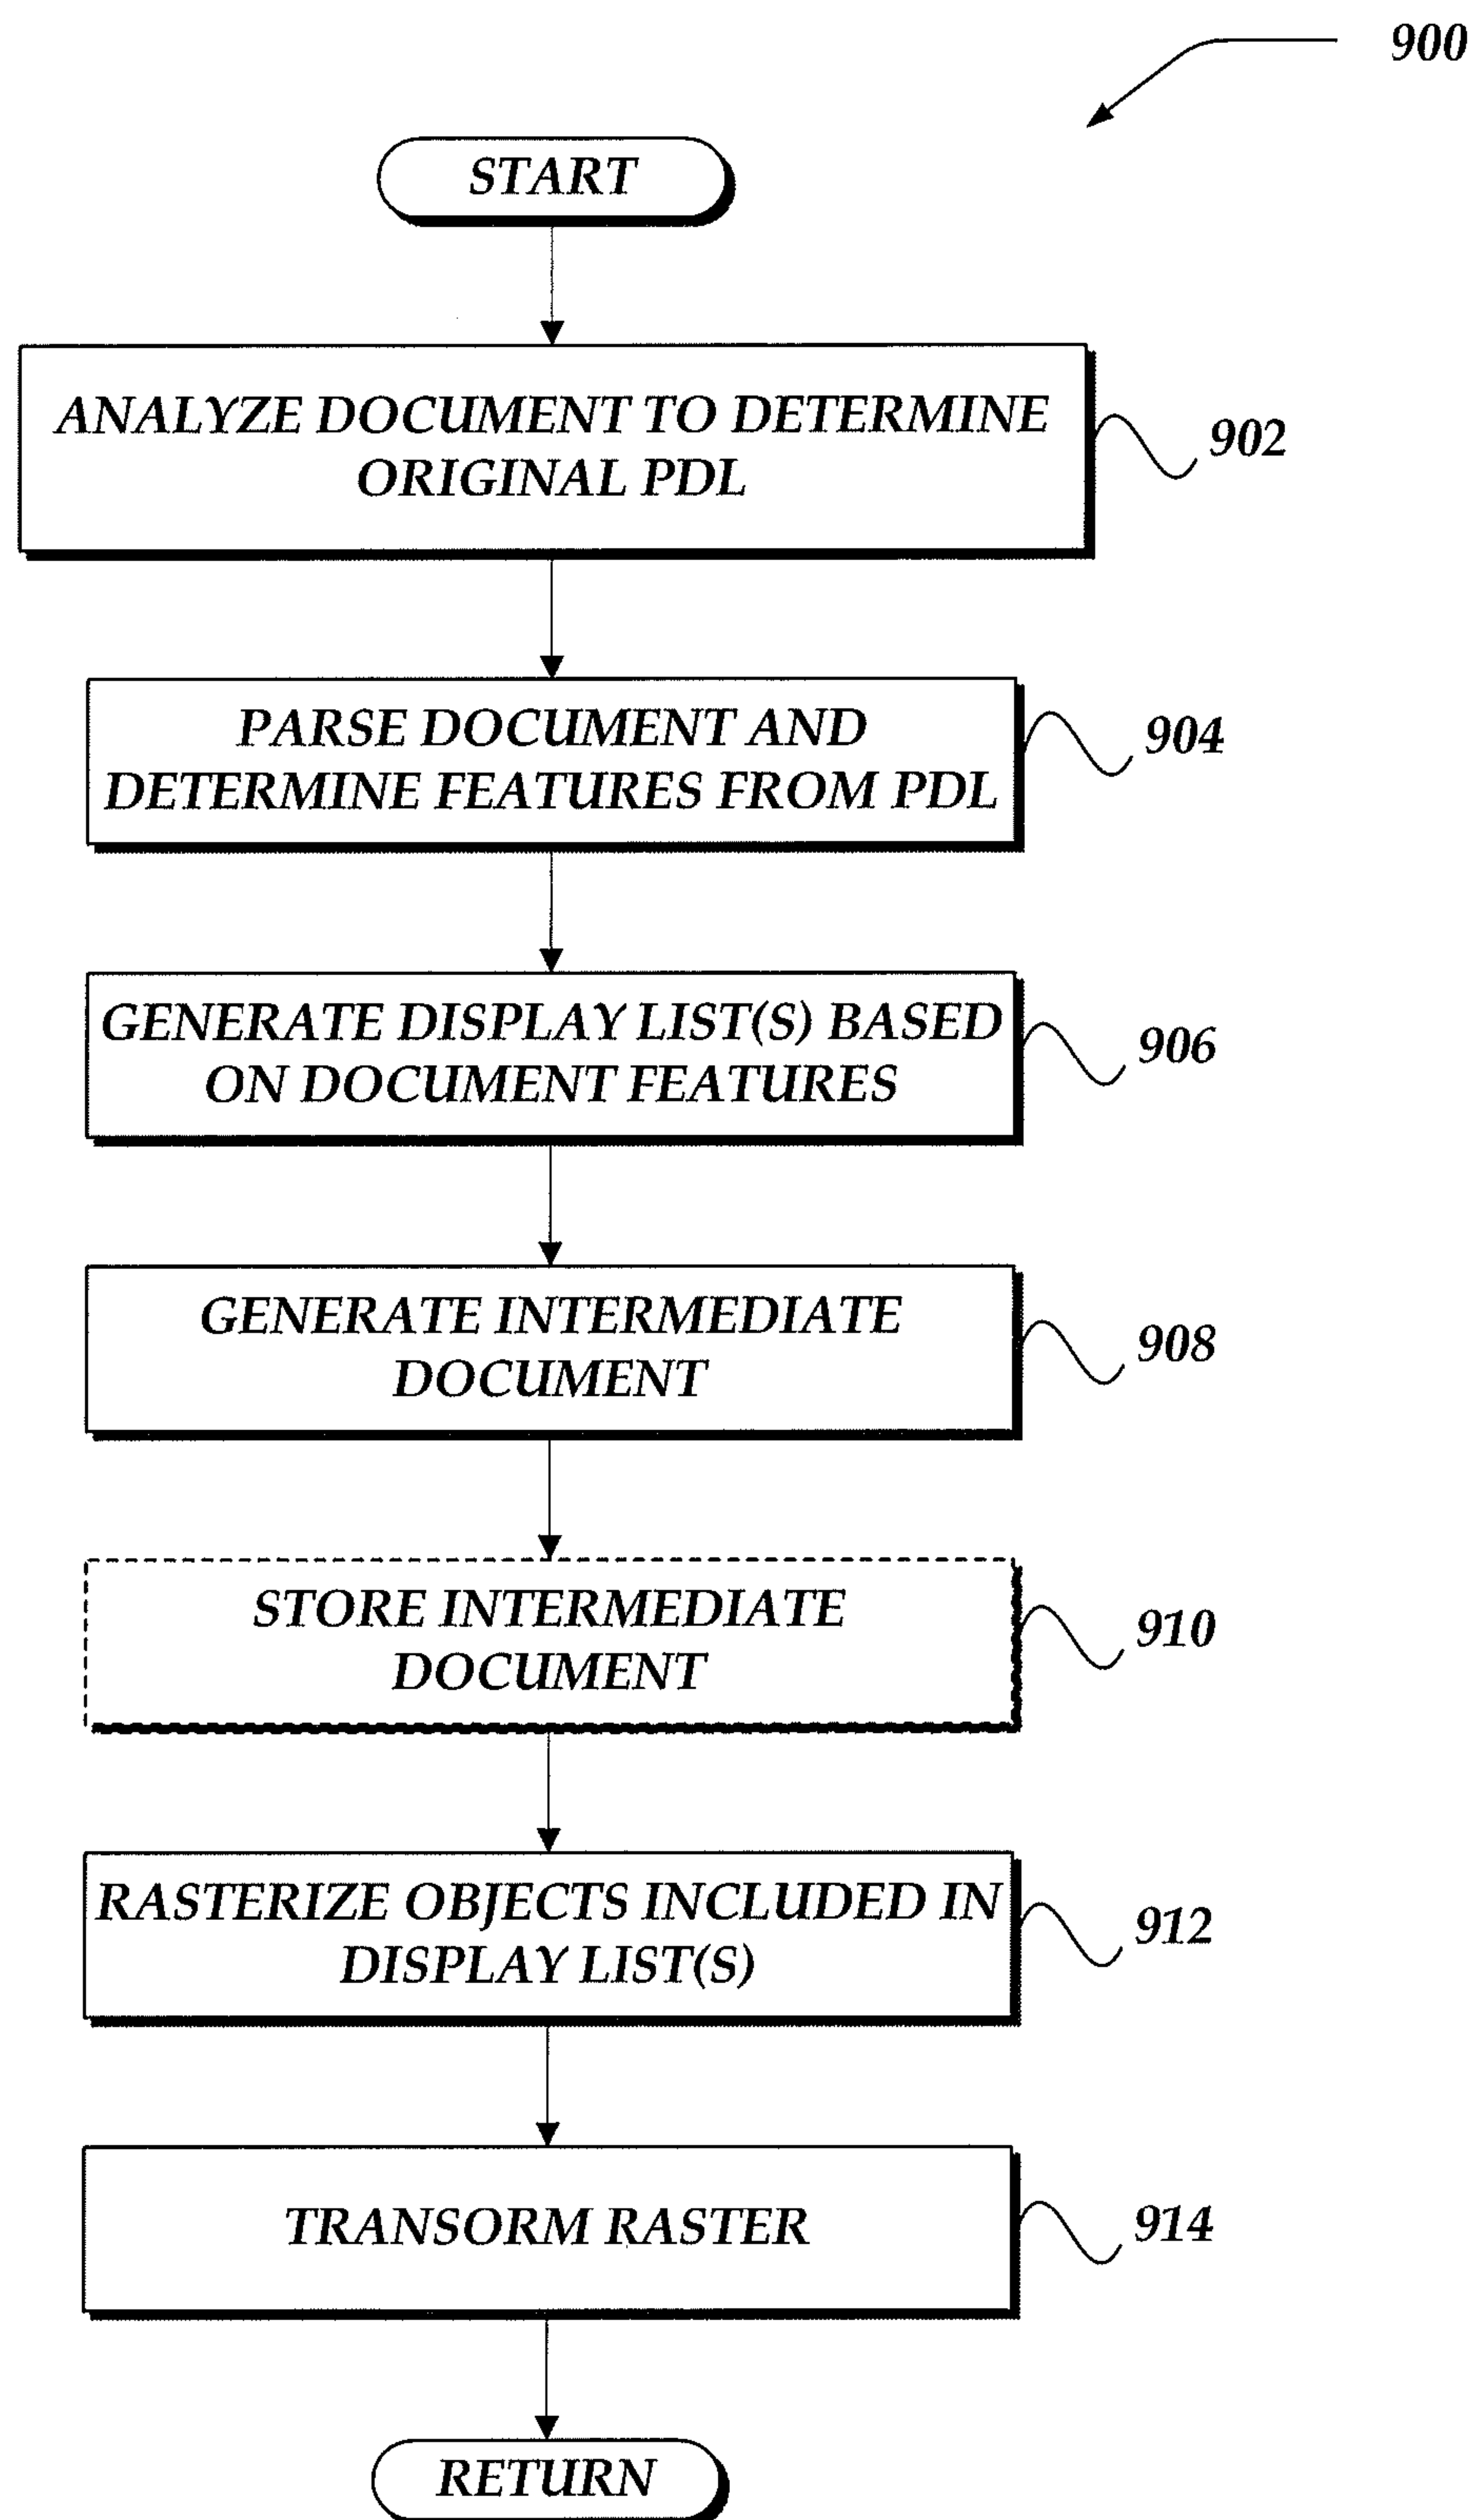 900
START
ANALYZE DOCUMENT TO DETERMINE
ORIGINAL PDL
902
PARSE DOCUMENT AND
DETERMINE FEATURES FROM PDL
904
GENERATE DISPLAY LIST(S) BASED
ON DOCUMENT FEATURES
906
GENERATE INTERMEDIATE
DOCUMENT
908
STORE INTERMEDIATE
DOCUMENT
910
RASTERIZE OBJECTS INCLUDED IN
DISPLAY LIST(S)
912
TRANSORM RASTER
914
RETURN